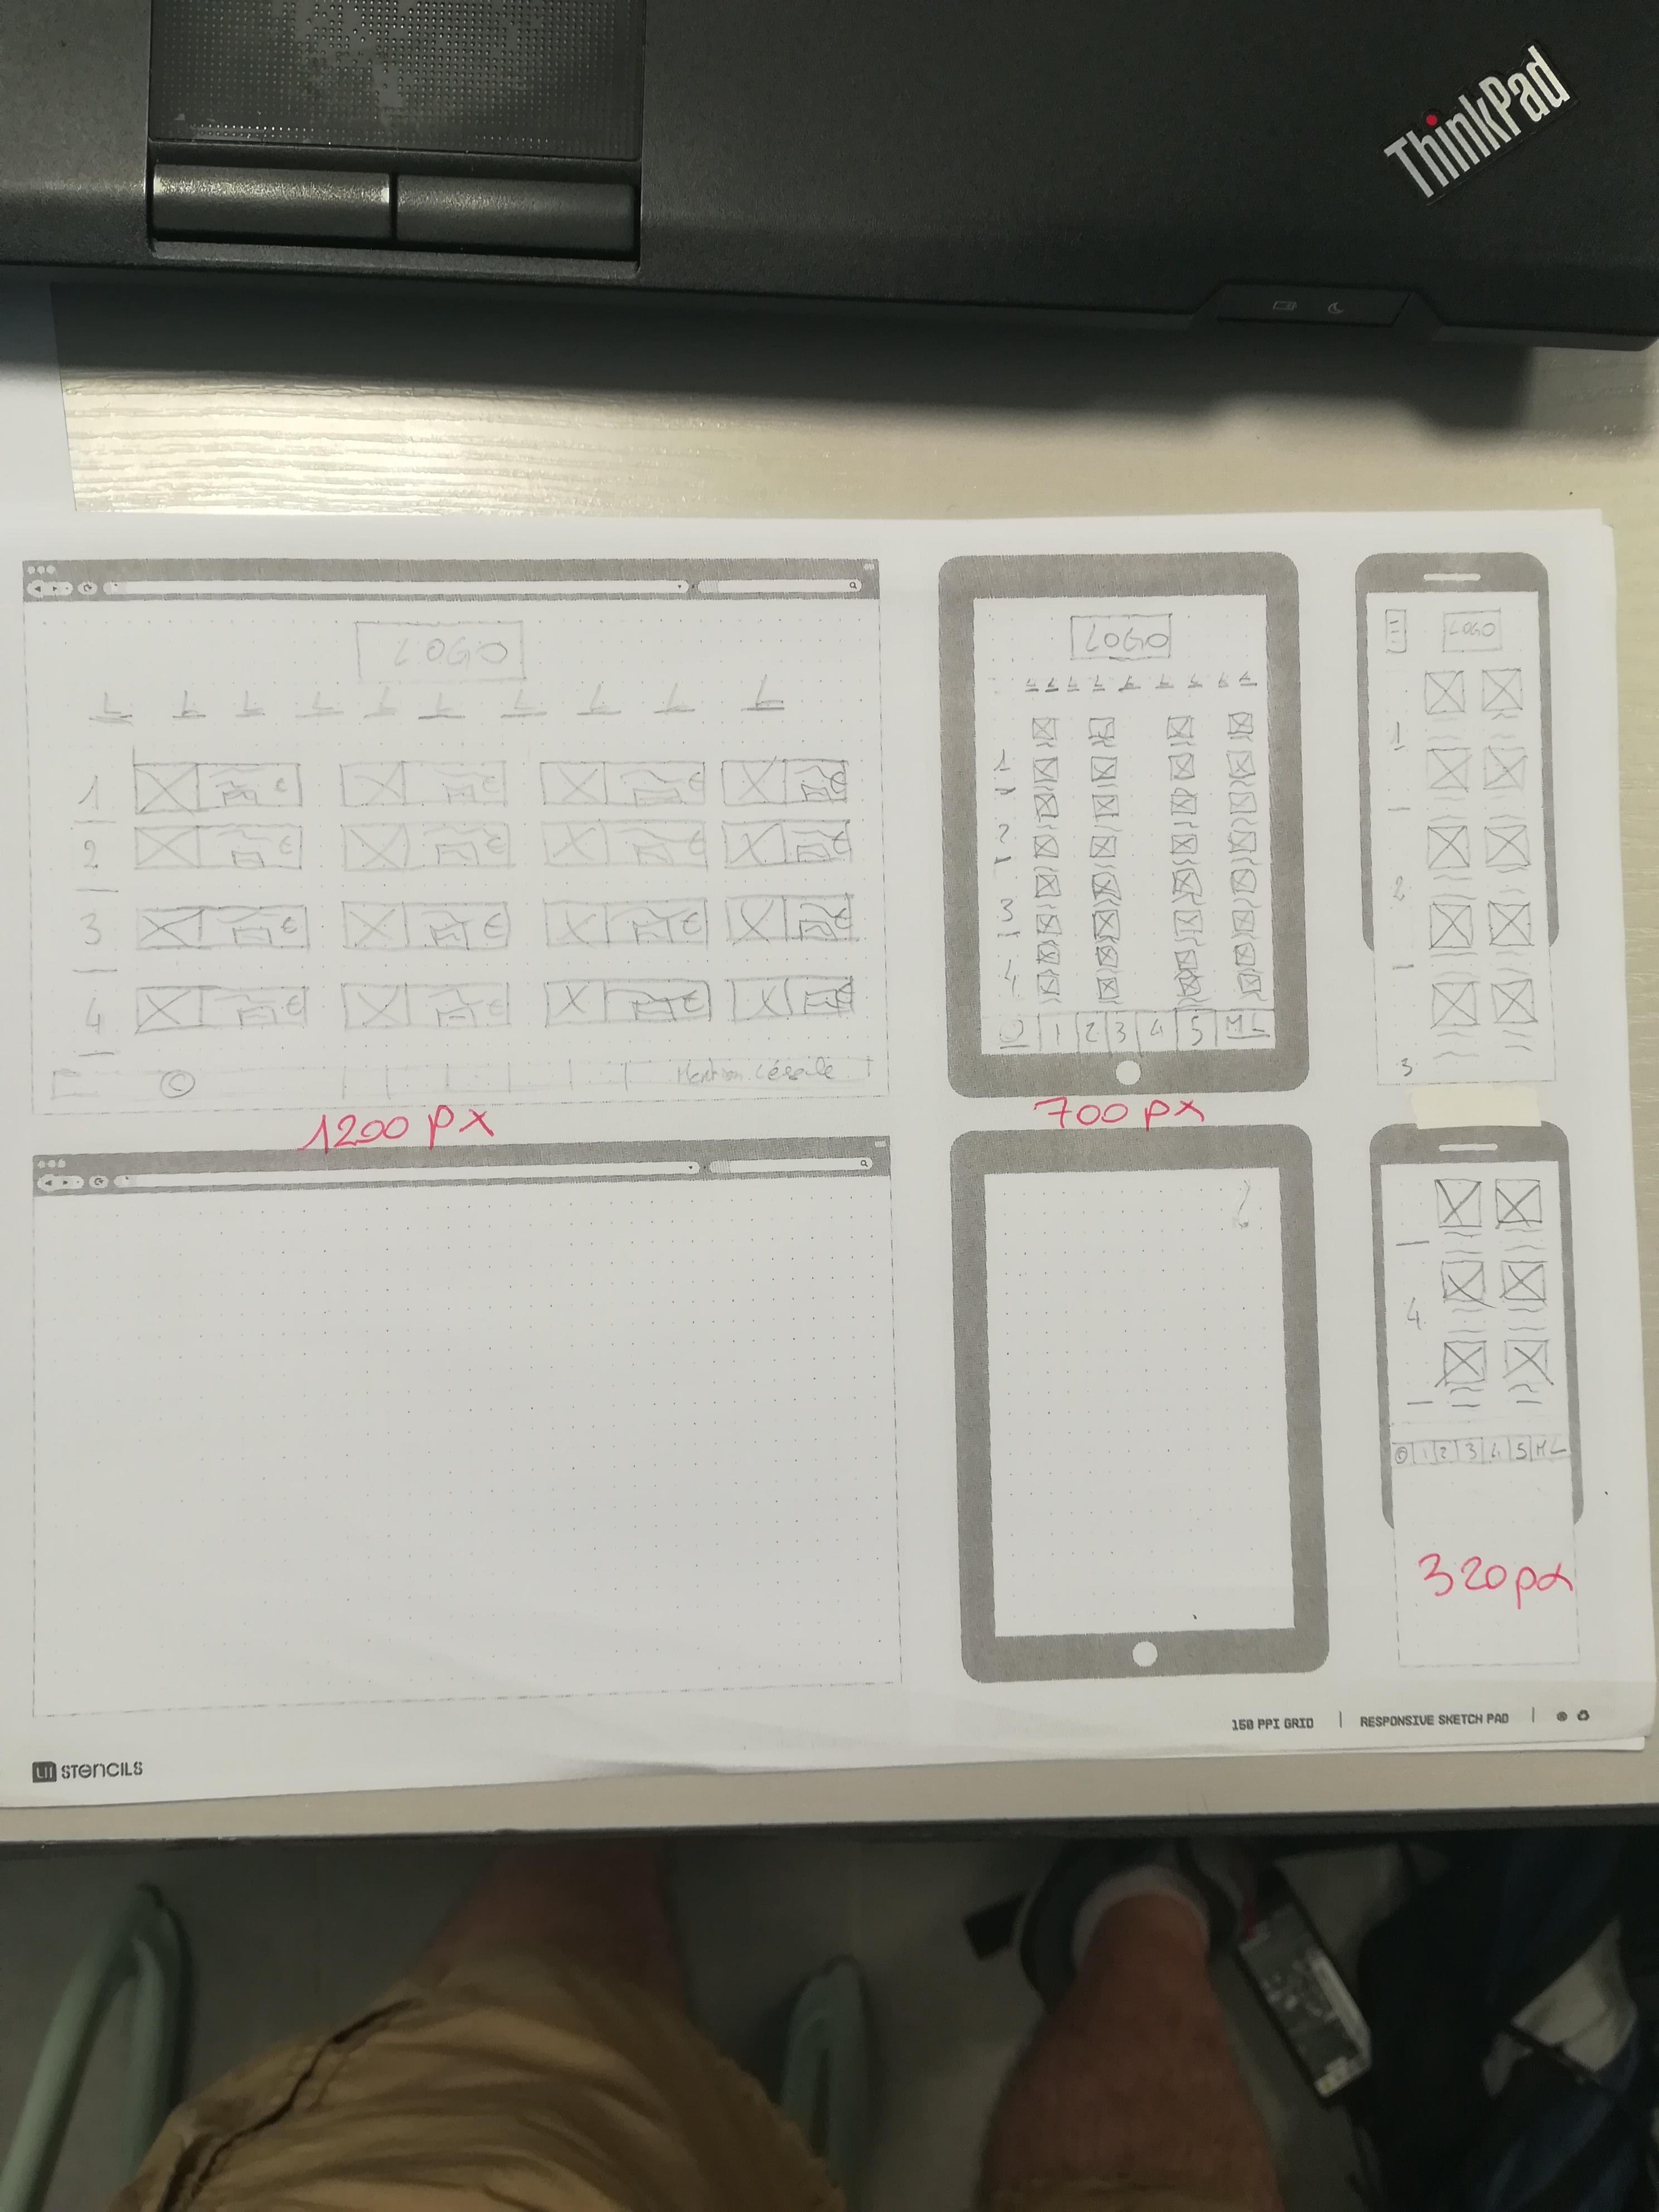 ThinkPad
LOGO
1
2
3
4
©
Mention Légale
1200 px
LOGO
1
2
3
© 1 2 3 4 5 ML
700 px
LOGO
1
2
3
4
© 1 2 3 4 5 ML
320 px
150 PPI GRID | RESPONSIVE SKETCH PAD
UI STENCILS